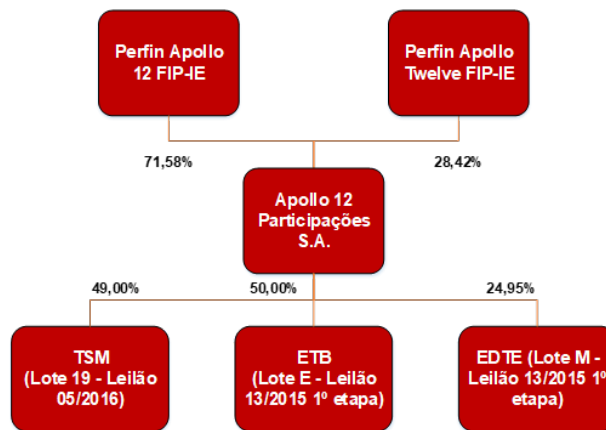 Perfin Apollo
12 FIP-IE
Perfin Apollo
Twelve FIP-IE
71,58%
28,42%
Apollo 12
Participações
S.A.
49,00%
50,00%
24,95%
TSM
(Lote 19 - Leilão
05/2016)
ETB
(Lote E - Leilão
13/2015 1º etapa)
EDTE (Lote M -
Leilão 13/2015 1º
etapa)